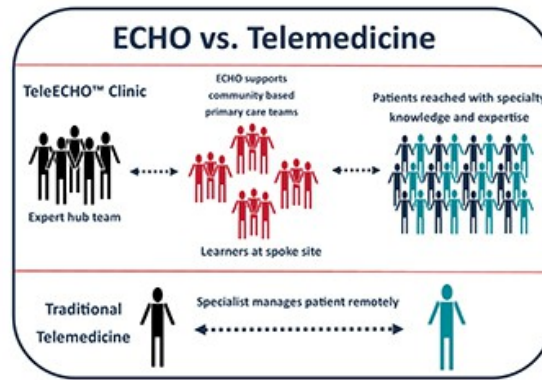 ECHO vs. Telemedicine
TeleECHO™ Clinic
Expert hub team
ECHO supports
community based
primary care teams
Learners at spoke site
Patients reached with specialty
knowledge and expertise
Traditional
Telemedicine
Specialist manages patient remotely